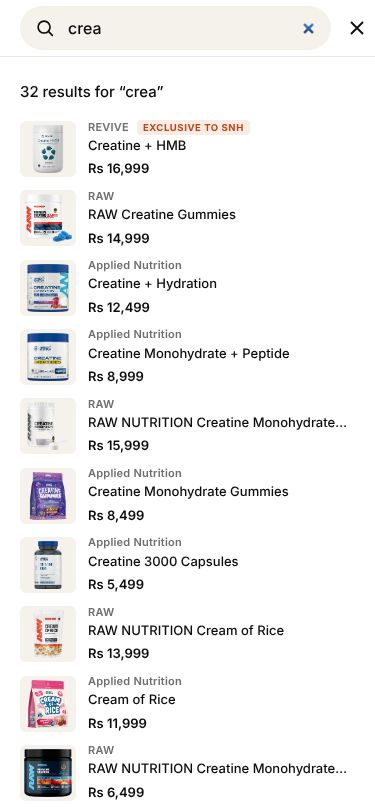 crea
32 results for “crea”
REVIVE EXCLUSIVE TO SNH
Creatine + HMB
Rs 16,999
RAW
RAW Creatine Gummies
Rs 14,999
Applied Nutrition
Creatine + Hydration
Rs 12,499
Applied Nutrition
Creatine Monohydrate + Peptide
Rs 8,999
RAW
RAW NUTRITION Creatine Monohydrate...
Rs 15,999
Applied Nutrition
Creatine Monohydrate Gummies
Rs 8,499
Applied Nutrition
Creatine 3000 Capsules
Rs 5,499
RAW
RAW NUTRITION Cream of Rice
Rs 13,999
Applied Nutrition
Cream of Rice
Rs 11,999
RAW
RAW NUTRITION Creatine Monohydrate...
Rs 6,499